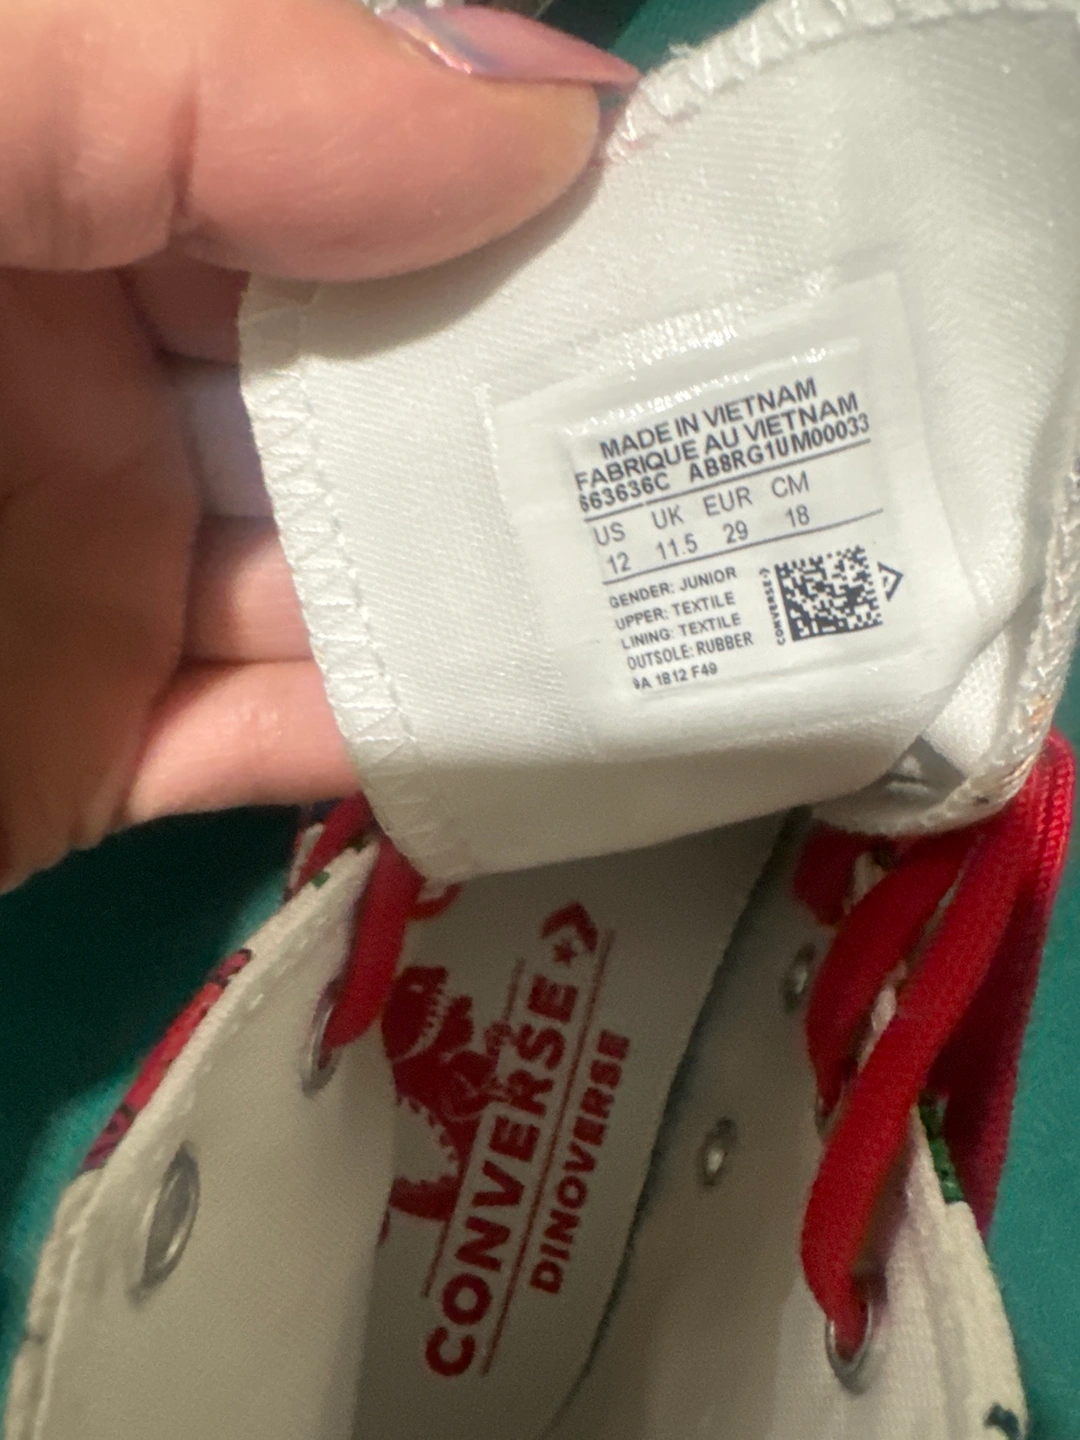 MADE IN VIETNAM
FABRIQUE AU VIETNAM
663636C AB8RG1UM00033
US UK EUR CM
12 11.5 29 18
GENDER: JUNIOR
UPPER: TEXTILE
LINING: TEXTILE
OUTSOLE: RUBBER
9A 1812 F49
CONVERSE
CONVERSE
DINOVERSE